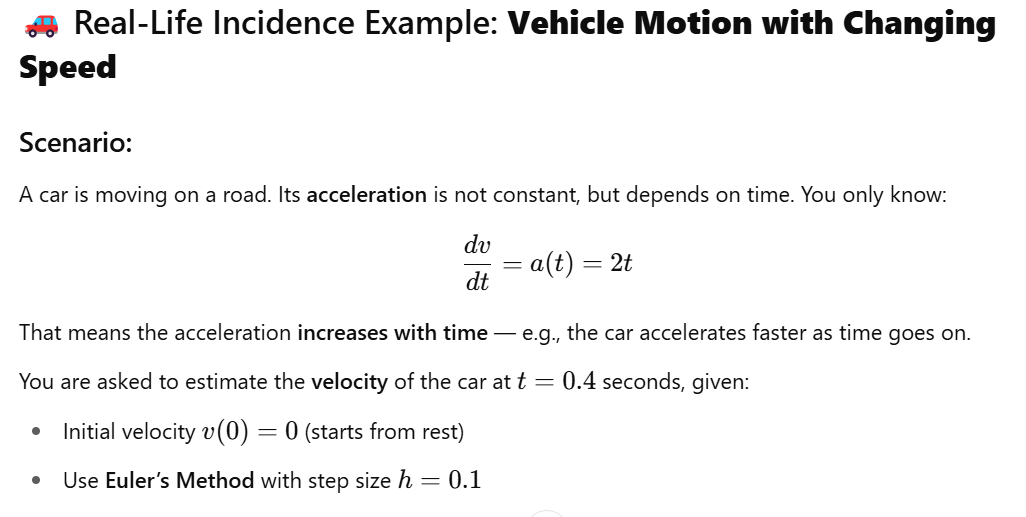 🚗 Real-Life Incidence Example: Vehicle Motion with Changing
Speed
Scenario:
A car is moving on a road. Its acceleration is not constant, but depends on time. You only know:
dv/dt = a(t) = 2t
That means the acceleration increases with time — e.g., the car accelerates faster as time goes on.
You are asked to estimate the velocity of the car at t = 0.4 seconds, given:
• Initial velocity v(0) = 0 (starts from rest)
• Use Euler’s Method with step size h = 0.1